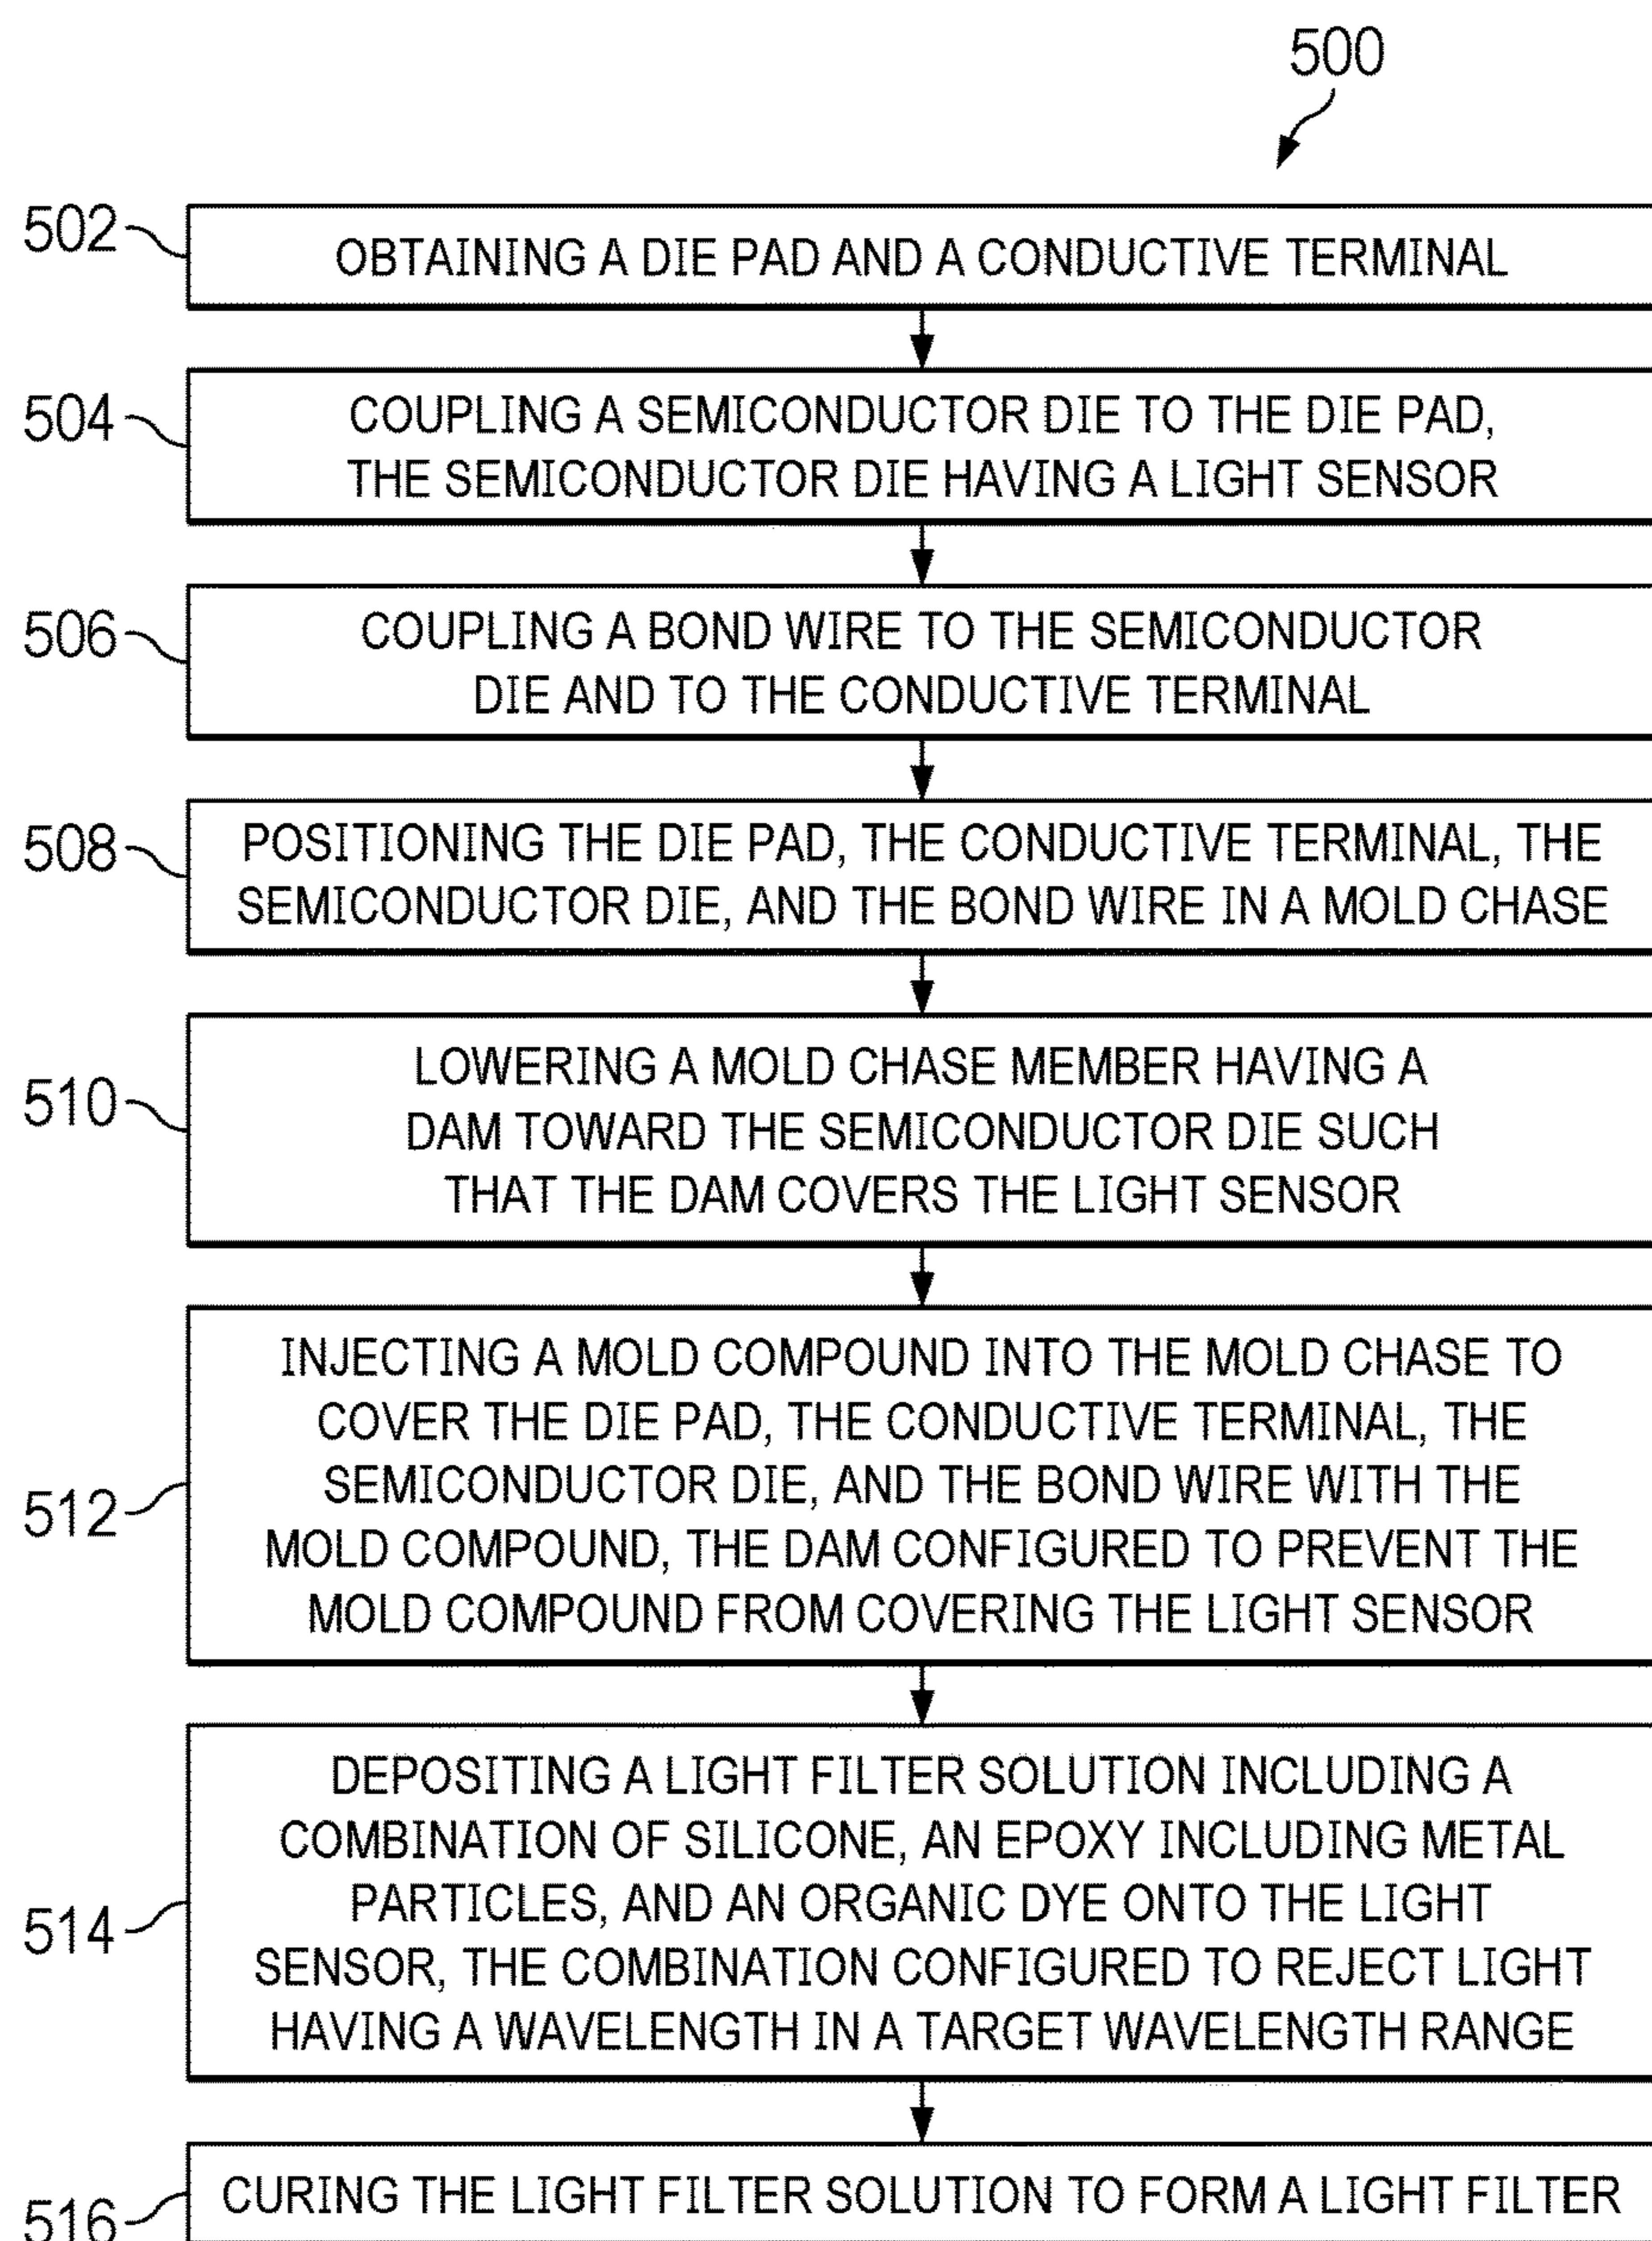 500
502
OBTAINING A DIE PAD AND A CONDUCTIVE TERMINAL
504
COUPLING A SEMICONDUCTOR DIE TO THE DIE PAD,
THE SEMICONDUCTOR DIE HAVING A LIGHT SENSOR
506
COUPLING A BOND WIRE TO THE SEMICONDUCTOR
DIE AND TO THE CONDUCTIVE TERMINAL
508
POSITIONING THE DIE PAD, THE CONDUCTIVE TERMINAL, THE
SEMICONDUCTOR DIE, AND THE BOND WIRE IN A MOLD CHASE
510
LOWERING A MOLD CHASE MEMBER HAVING A
DAM TOWARD THE SEMICONDUCTOR DIE SUCH
THAT THE DAM COVERS THE LIGHT SENSOR
512
INJECTING A MOLD COMPOUND INTO THE MOLD CHASE TO
COVER THE DIE PAD, THE CONDUCTIVE TERMINAL, THE
SEMICONDUCTOR DIE, AND THE BOND WIRE WITH THE
MOLD COMPOUND, THE DAM CONFIGURED TO PREVENT THE
MOLD COMPOUND FROM COVERING THE LIGHT SENSOR
514
DEPOSITING A LIGHT FILTER SOLUTION INCLUDING A
COMBINATION OF SILICONE, AN EPOXY INCLUDING METAL
PARTICLES, AND AN ORGANIC DYE ONTO THE LIGHT
SENSOR, THE COMBINATION CONFIGURED TO REJECT LIGHT
HAVING A WAVELENGTH IN A TARGET WAVELENGTH RANGE
516
CURING THE LIGHT FILTER SOLUTION TO FORM A LIGHT FILTER